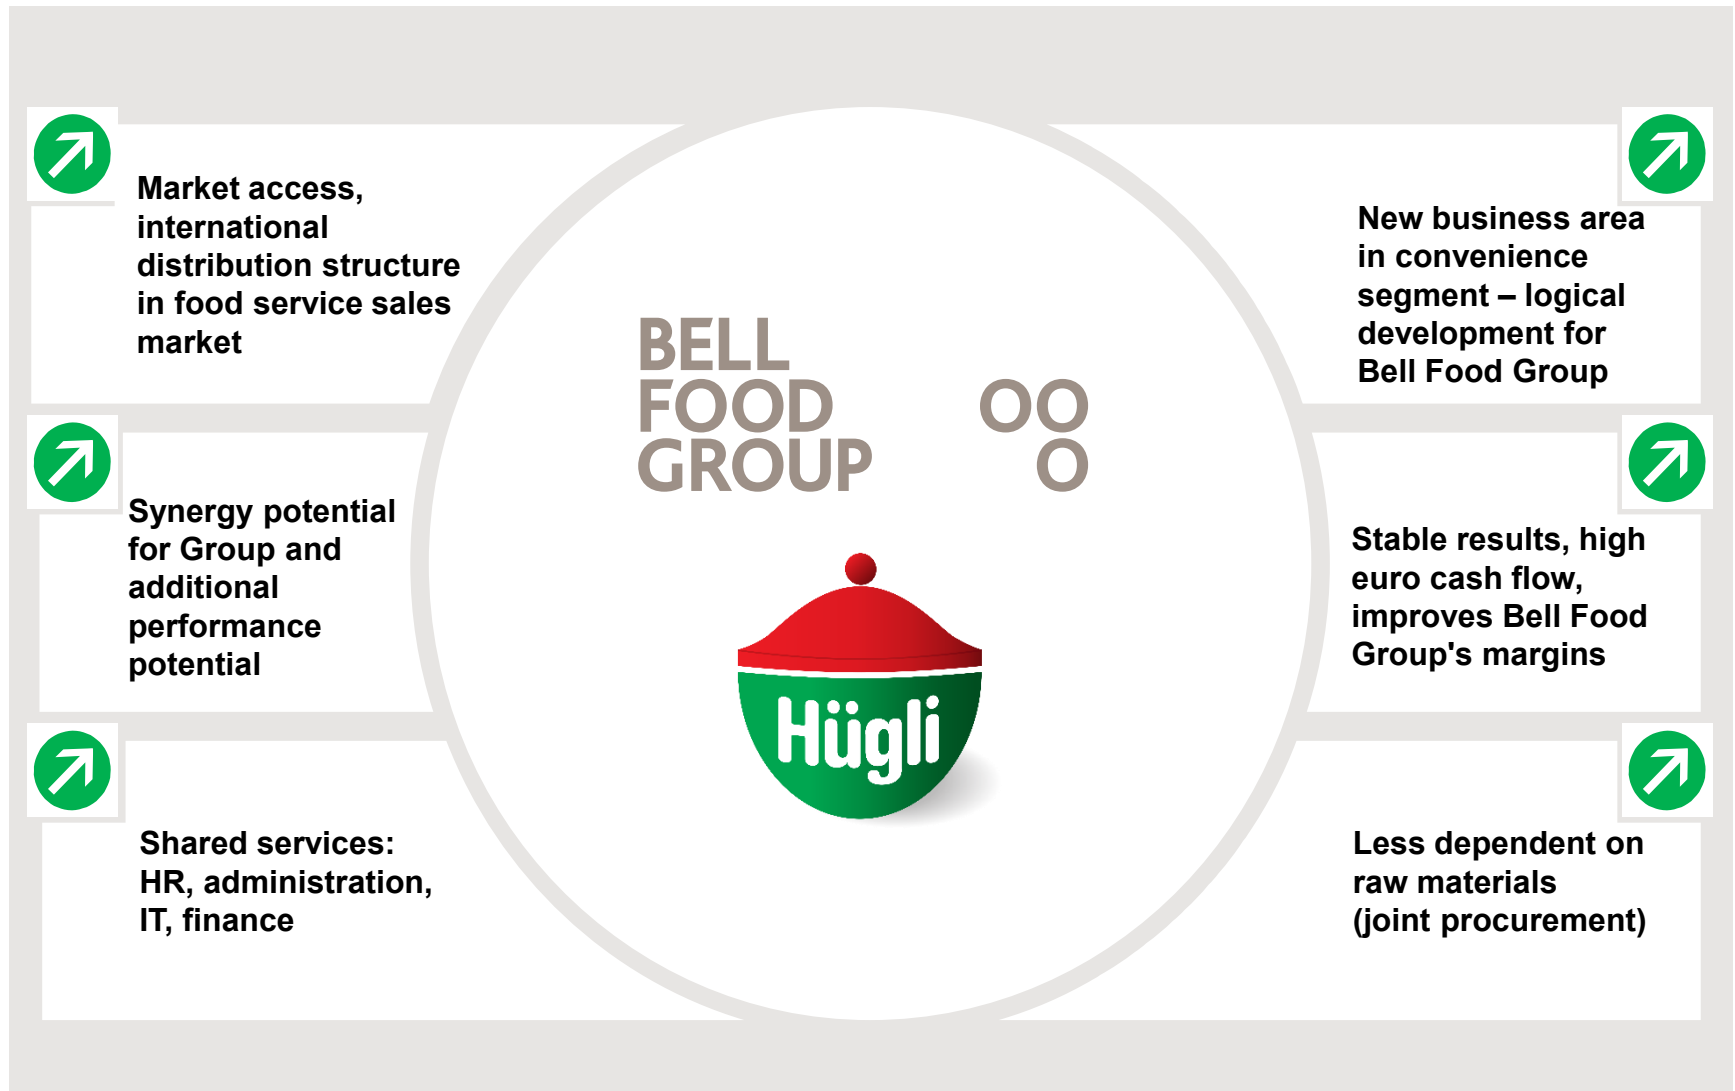 Market access,
international
distribution structure
in food service sales
market
Synergy potential
for Group and
additional
performance
potential
Shared services:
HR, administration,
IT, finance
BELL
FOOD OO
GROUP O
Hügli
New business area
in convenience
segment – logical
development for
Bell Food Group
Stable results, high
euro cash flow,
improves Bell Food
Group's margins
Less dependent on
raw materials
(joint procurement)